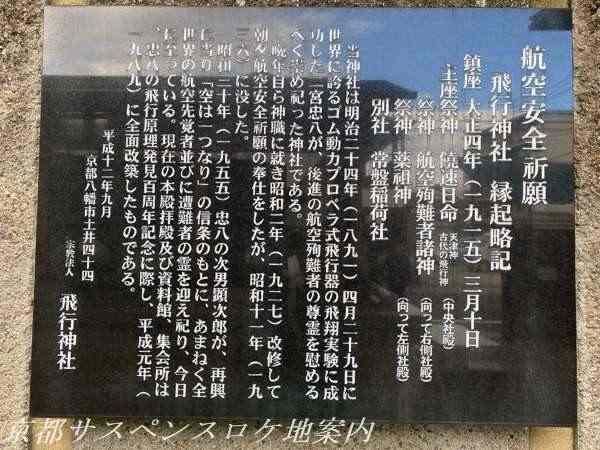 航空安全祈願
飛行神社　縁起略記
鎮座　大正四年（一九一五）三月十日
主座祭神　饒速日命　天津神　古代の飛行神　（中央社殿）
祭神　航空殉難者諸神　（向って右側社殿）
祭神　薬祖神　（向って左側社殿）
別社　常盤稲荷社
当神社は明治二十四年（一八九一）四月二十九日に
世界に誇るゴム動力プロペラ式飛行器の飛翔実験に成
功した二宮忠八が、後進の航空殉難者の尊霊を慰める
べく崇め祀った神社である。
晩年自ら神職に就き昭和二年（一九二七）改修して
朝夕航空安全祈願の奉仕をしたが、昭和十一年（一九
三六）に没した。
昭和三十年（一九五五）忠八の次男顕次郎が、再興
に当り「空は一つなり」の信条のもとに、あまねく全
世界の航空先覚者並びに遭難者の霊を迎え祀り、今日
に至っている。現在の本殿拝殿及び資料館、集会所は
、忠八の飛行原理発見百周年記念に際し、平成元年（
一九八九）に全面改築したものである。
平成十二年九月
京都八幡市土井四十四
宗教法人　飛行神社
京都サスペンスロケ地案内